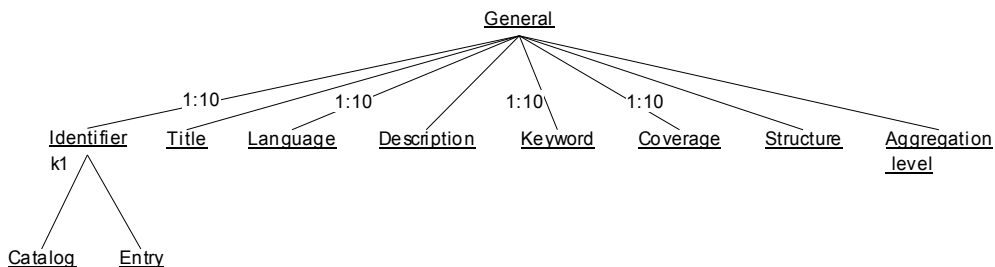 General
1:10 1:10 1:10 1:10
Identifier Title Language Description Keyword Coverage Structure Aggregation
k1 level
Catalog Entry